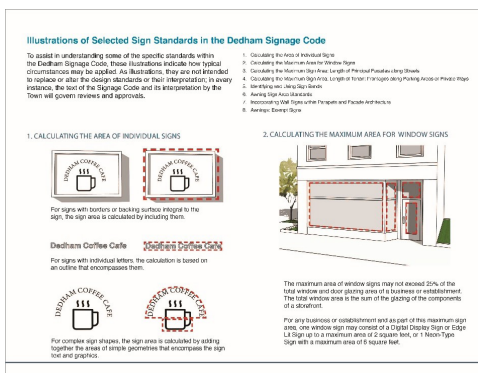 Illustrations of Selected Sign Standards in the Dedham Signage Code
To assist in understanding some of the specific standards within
the Dedham Signage Code, these illustrations indicate how typical
circumstances may be applied. As illustrations, they are not intended
to replace or alter the design standards or their interpretation; in every
instance, the text of the Signage Code and its interpretation by the
Town will govern reviews and approvals.
1. Calculating the Area of Individual Signs
2. Calculating the Maximum Area for Window Signs
3. Calculating the Maximum Sign Area: Length of Principal Facades along Streets
4. Calculating the Maximum Sign Area: Length of Tenant Frontages along Parking Areas or Private Ways
5. Identifying and Using Sign Bands
6. Awning Sign Area Standards
7. Incorporating Wall Signs within Parapets and Facade Architecture
8. Awnings: Exempt Signs
1. CALCULATING THE AREA OF INDIVIDUAL SIGNS
DEDHAM COFFEE CAFE
DEDHAM COFFEE CAFE
For signs with borders or backing surface integral to the
sign, the sign area is calculated by including them.
Dedham Coffee Cafe
Dedham Coffee Cafe
For signs with individual letters, the calculation is based on
an outline that encompasses them.
DEDHAM COFFEE CAFE
DEDHAM COFFEE CAFE
For complex sign shapes, the sign area is calculated by adding
together the areas of simple geometries that encompass the sign
text and graphics.
2. CALCULATING THE MAXIMUM AREA FOR WINDOW SIGNS
The maximum area of window signs may not exceed 25% of the
total window and door glazing area of a business or establishment.
The total window area is the sum of the glazing of the components
of a storefront.
For any business or establishment and as part of this maximum sign
area, one window sign may consist of a Digital Display Sign or Edge
Lit Sign up to a maximum area of 2 square feet, or 1 Neon-Type
Sign with a maximum area of 6 square feet.